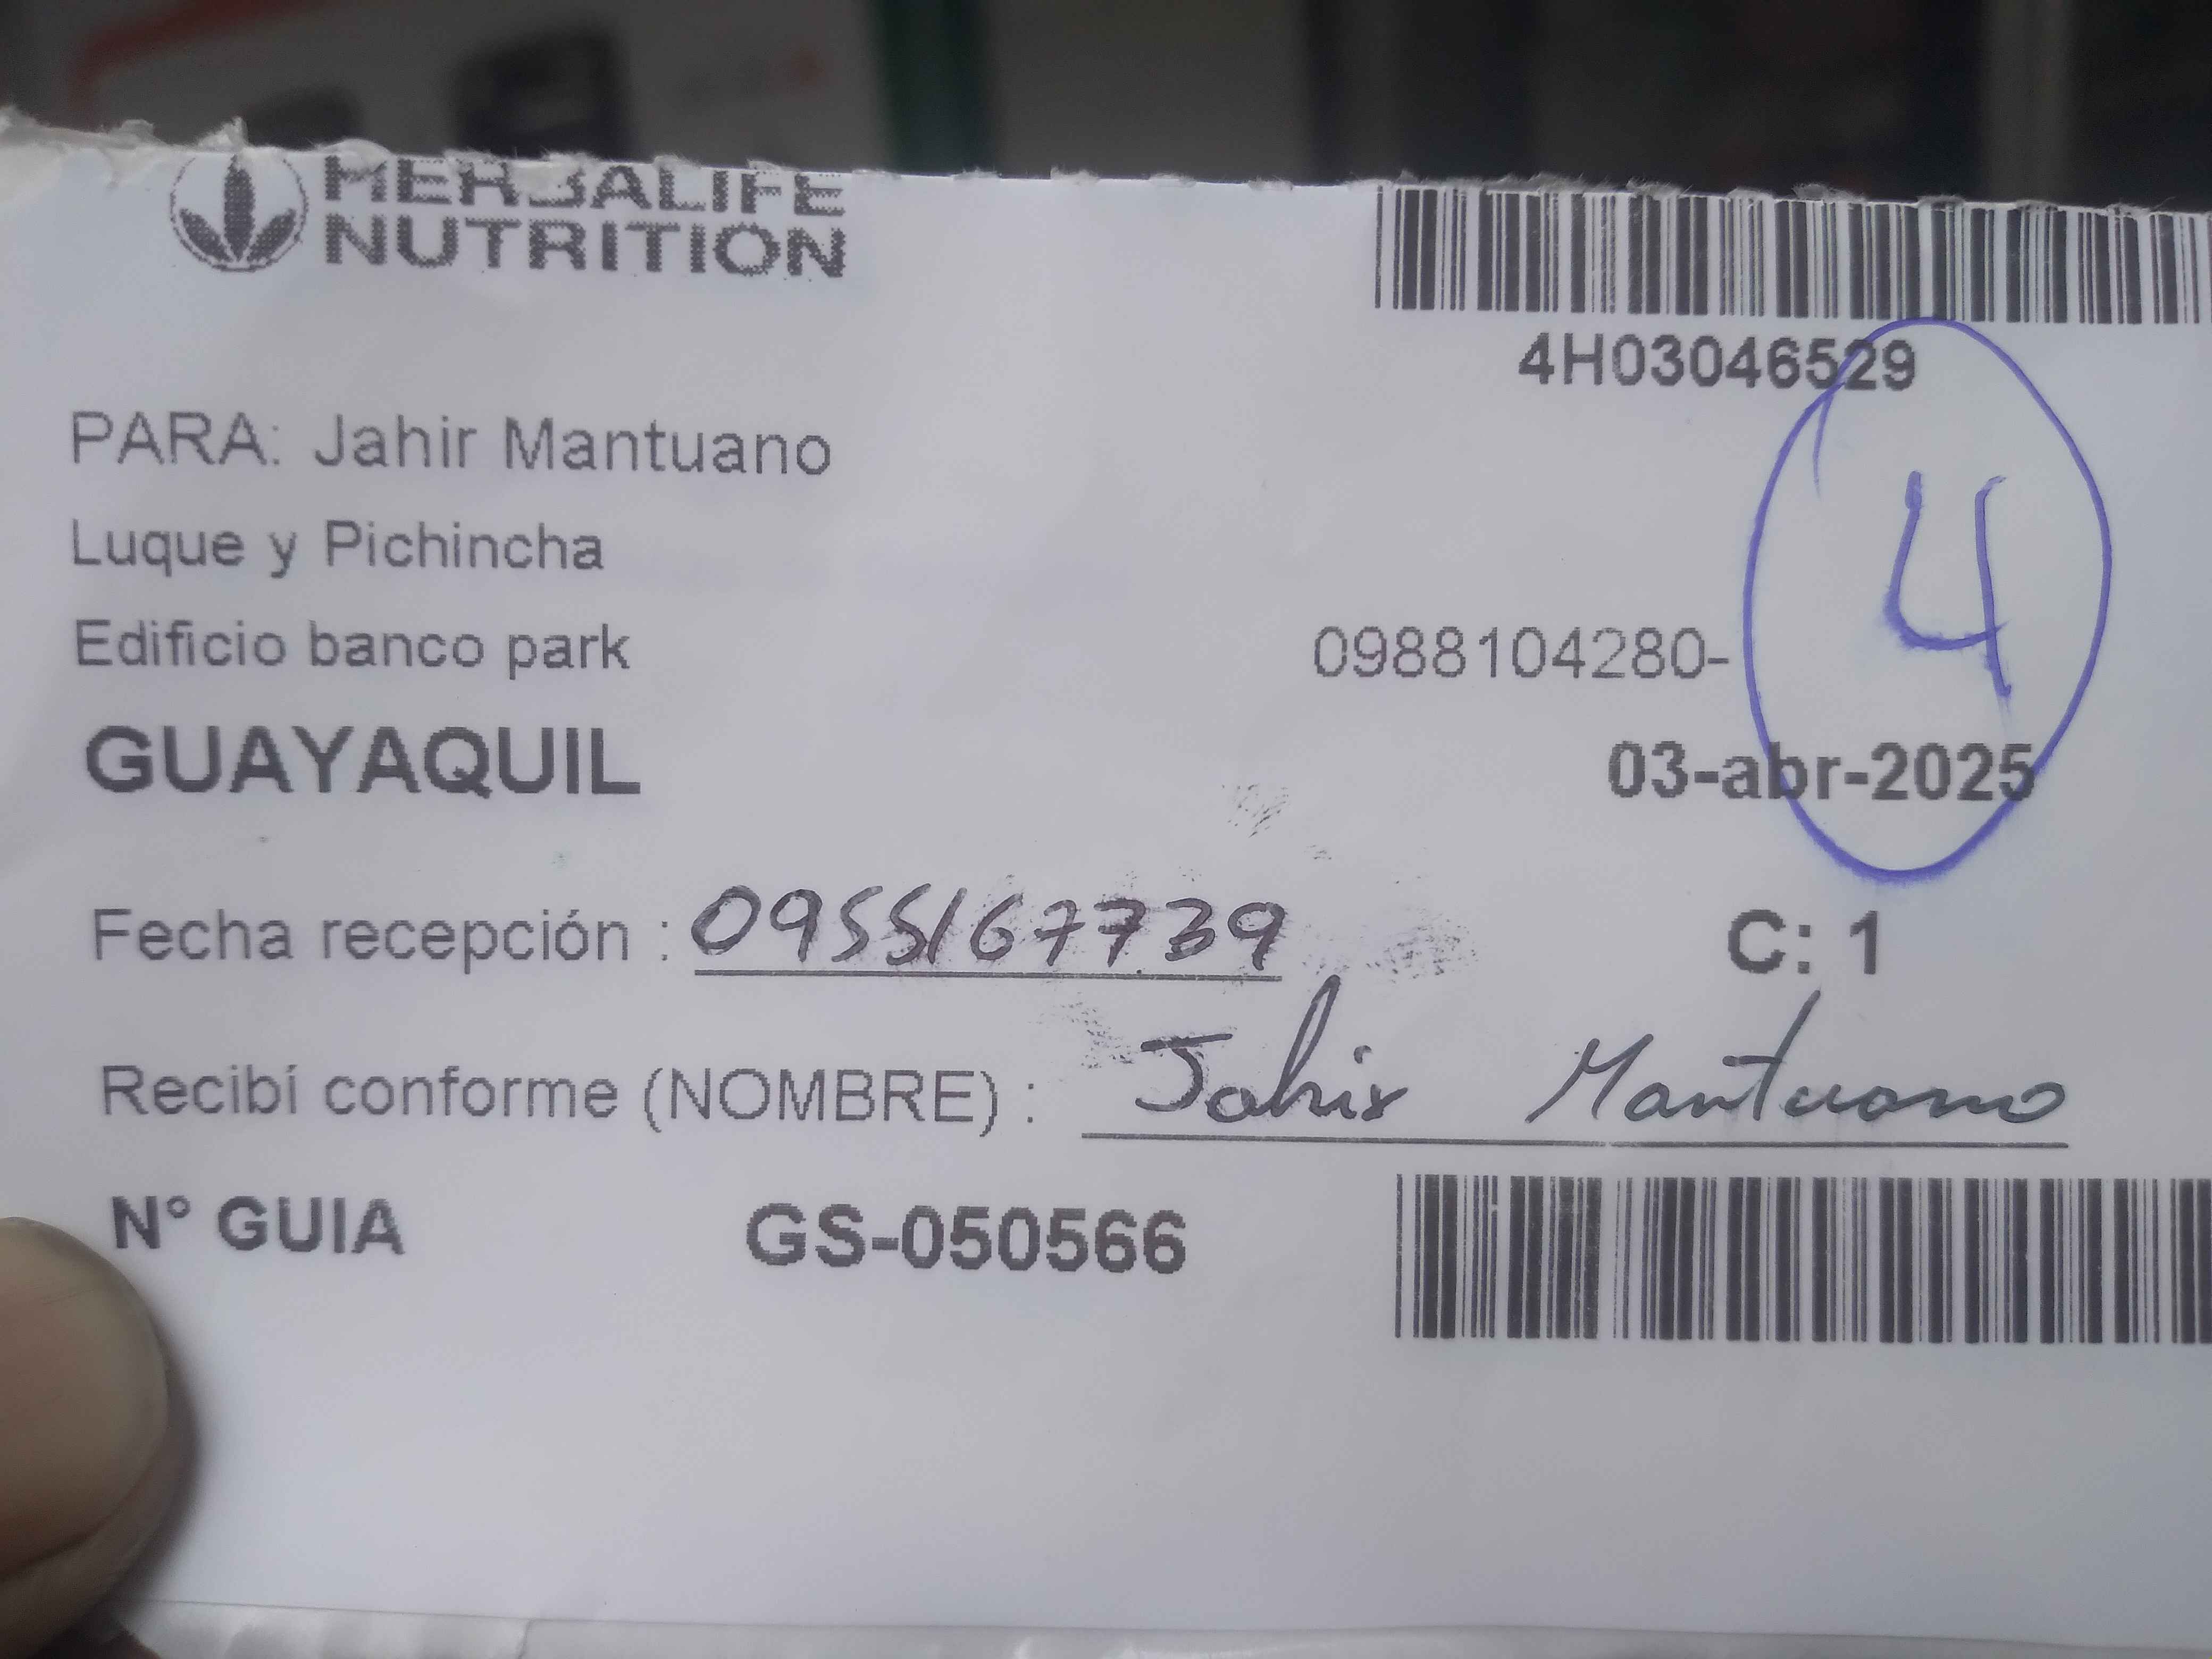 HERBALIFE
NUTRITION
4H03046529
PARA: Jahir Mantuano
Luque y Pichincha
Edificio banco park
0988104280-
4
GUAYAQUIL
03-abr-2025
Fecha recepción : 0955167739
C: 1
Recibí conforme (NOMBRE) : Jahir Mantuano
N° GUIA GS-050566